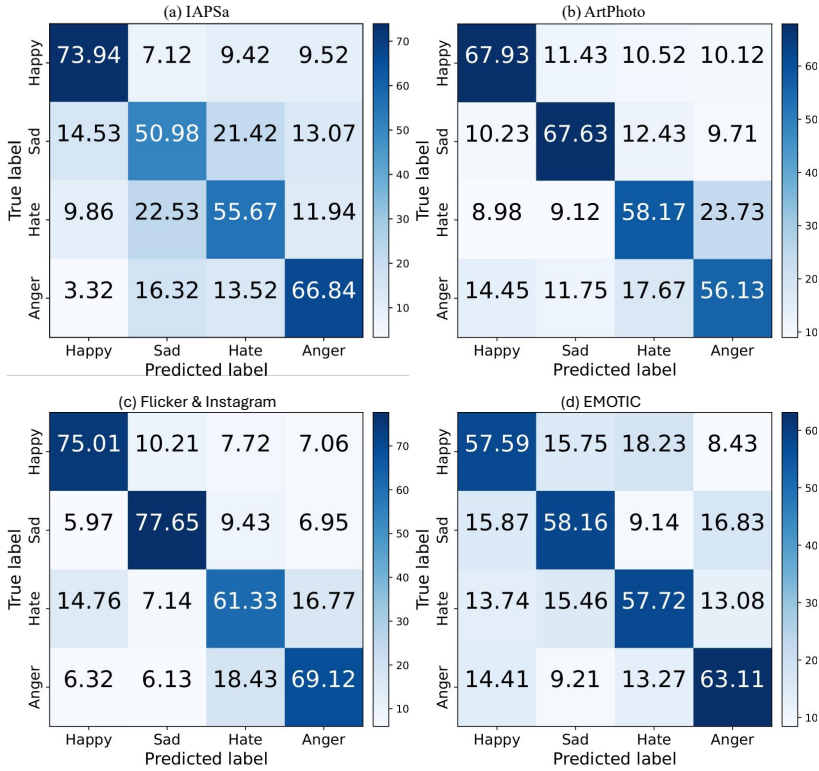 (a) IAPSa
True label
Happy 73.94 7.12 9.42 9.52
Sad 14.53 50.98 21.42 13.07
Hate 9.86 22.53 55.67 11.94
Anger 3.32 16.32 13.52 66.84
Happy Sad Hate Anger
Predicted label
70
60
50
40
30
20
10
(b) ArtPhoto
True label
Happy 67.93 11.43 10.52 10.12
Sad 10.23 67.63 12.43 9.71
Hate 8.98 9.12 58.17 23.73
Anger 14.45 11.75 17.67 56.13
Happy Sad Hate Anger
Predicted label
60
50
40
30
20
10
(c) Flicker & Instagram
True label
Happy 75.01 10.21 7.72 7.06
Sad 5.97 77.65 9.43 6.95
Hate 14.76 7.14 61.33 16.77
Anger 6.32 6.13 18.43 69.12
Happy Sad Hate Anger
Predicted label
70
60
50
40
30
20
10
(d) EMOTIC
True label
Happy 57.59 15.75 18.23 8.43
Sad 15.87 58.16 9.14 16.83
Hate 13.74 15.46 57.72 13.08
Anger 14.41 9.21 13.27 63.11
Happy Sad Hate Anger
Predicted label
60
50
40
30
20
10